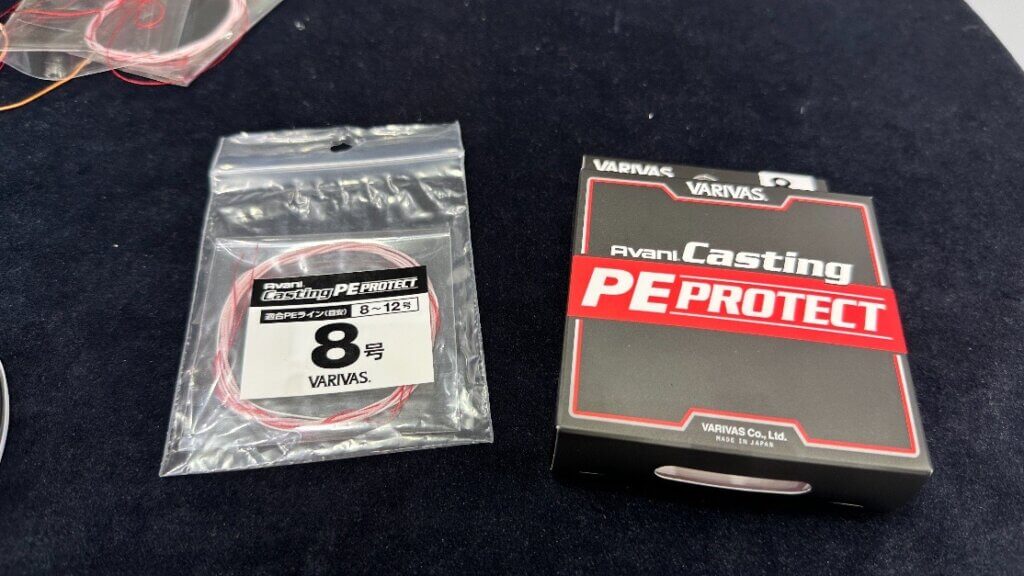 Avani
Casting PE PROTECT
適合PEライン(目安) 8~12号
8号
VARIVAS®
VARIVAS
VARIVAS®
Avani Casting
PE PROTECT
VARIVAS Co., Ltd.
MADE IN JAPAN